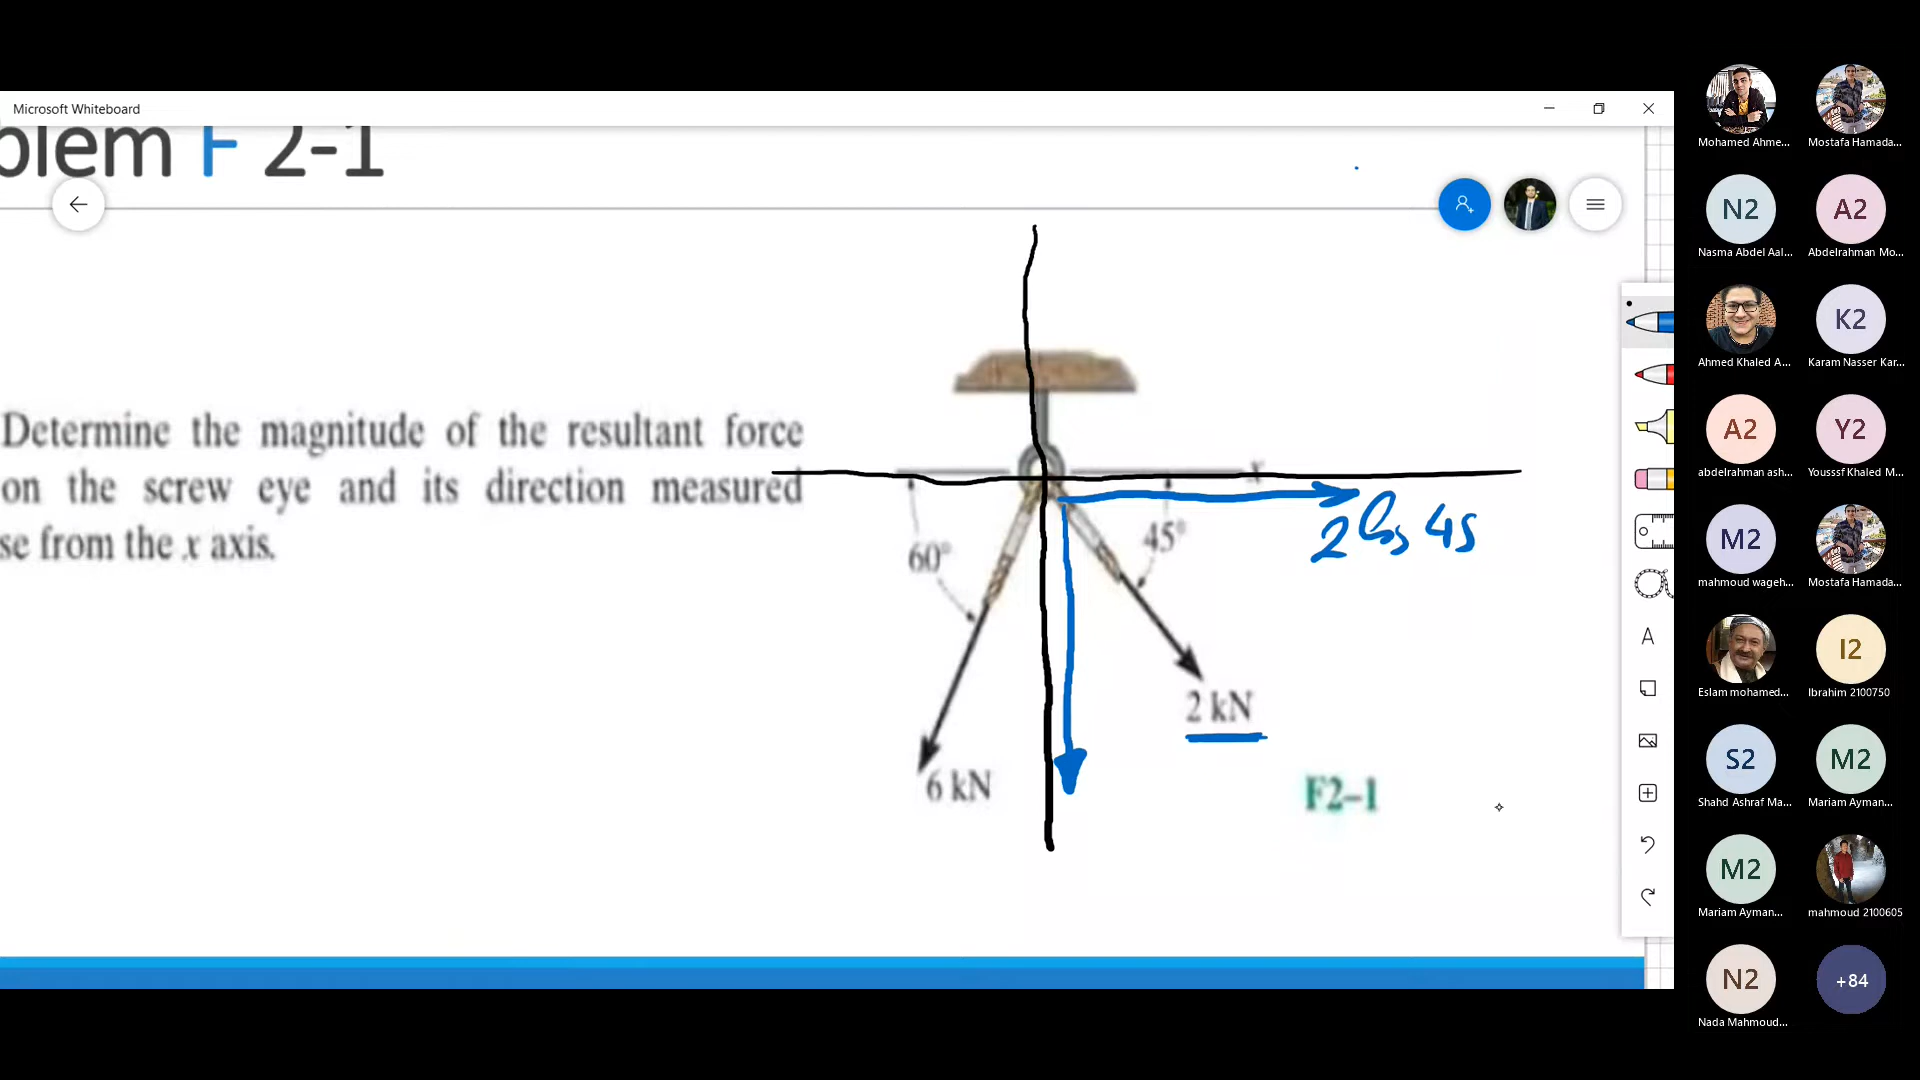 Microsoft Whiteboard
blem F 2-1
Determine the magnitude of the resultant force
on the screw eye and its direction measured
se from the x axis.
x
60°
45°
2 Cos 45
2 kN
6 kN
F2–1
A
Mohamed Ahme...
Mostafa Hamada...
N2
Nasma Abdel Aal...
A2
Abdelrahman Mo...
Ahmed Khaled A...
K2
Karam Nasser Kar...
A2
abdelrahman ash...
Y2
Yousssf Khaled M...
M2
mahmoud wageh...
Mostafa Hamada...
Eslam mohamed...
I2
Ibrahim 2100750
S2
Shahd Ashraf Ma...
M2
Mariam Ayman...
M2
Mariam Ayman...
mahmoud 2100605
N2
Nada Mahmoud...
+84